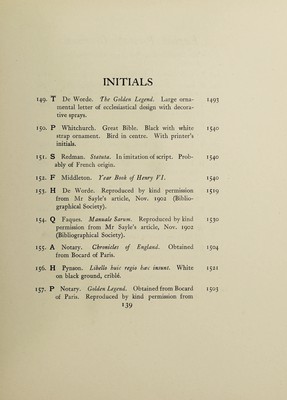 INITIALS
149. T De Worde. The Golden Legend. Large orna- 1493
mental letter of ecclesiastical design with decora-
tive sprays.
150. P Whitchurch. Great Bible. Black with white 1540
strap ornament. Bird in centre. With printer's
initials.
151. S Redman. Statuta. In imitation of script. Prob- 1540
ably of French origin.
152. F Middleton. Year Book of Henry VI. 1540
153. H De Worde. Reproduced by kind permission 1519
from Mr Sayle's article, Nov. 1902 (Biblio-
graphical Society).
154. Q Faques. Manuale Sarum. Reproduced by kind 1530
permission from Mr Sayle's article, Nov. 1902
(Bibliographical Society).
155. A Notary. Chronicles of England. Obtained 1504
from Bocard of Paris.
156. H Pynson. Libello huic regio hæc insunt. White 1521
on black ground, criblé.
157. P Notary. Golden Legend. Obtained from Bocard 1503
of Paris. Reproduced by kind permission from
139